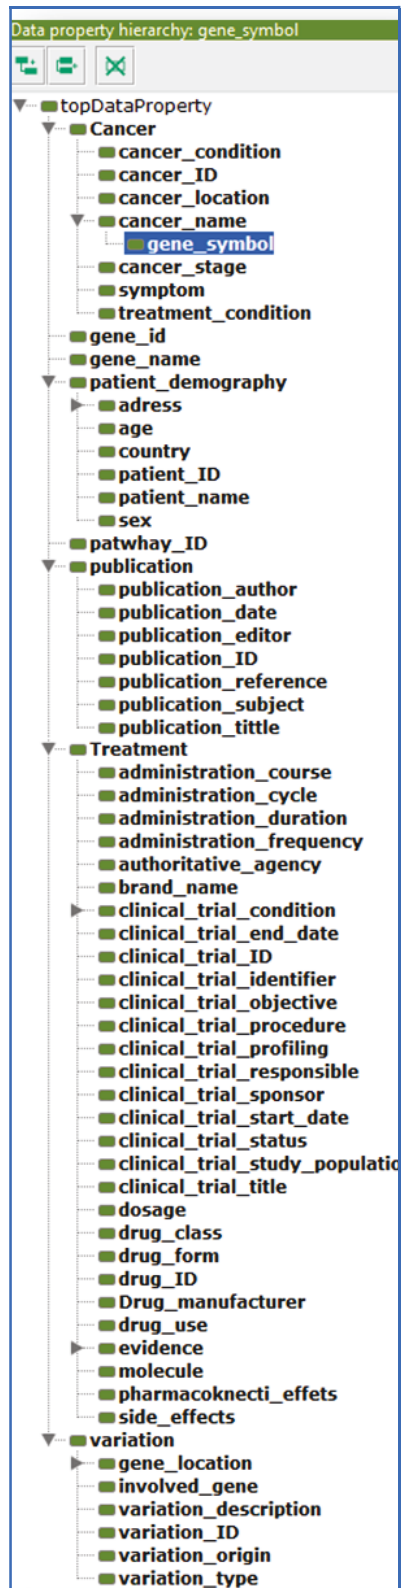 Data property hierarchy: gene_symbol
topDataProperty
Cancer
cancer_condition
cancer_ID
cancer_location
cancer_name
gene_symbol
cancer_stage
symptom
treatment_condition
gene_id
gene_name
patient_demography
adress
age
country
patient_ID
patient_name
sex
patwhay_ID
publication
publication_author
publication_date
publication_editor
publication_ID
publication_reference
publication_subject
publication_tittle
Treatment
administration_course
administration_cycle
administration_duration
administration_frequency
authoritative_agency
brand_name
clinical_trial_condition
clinical_trial_end_date
clinical_trial_ID
clinical_trial_identifier
clinical_trial_objective
clinical_trial_procedure
clinical_trial_profiling
clinical_trial_responsible
clinical_trial_sponsor
clinical_trial_start_date
clinical_trial_status
clinical_trial_study_populatio
clinical_trial_title
dosage
drug_class
drug_form
drug_ID
Drug_manufacturer
drug_use
evidence
molecule
pharmacoknecti_effets
side_effects
variation
gene_location
involved_gene
variation_description
variation_ID
variation_origin
variation_type